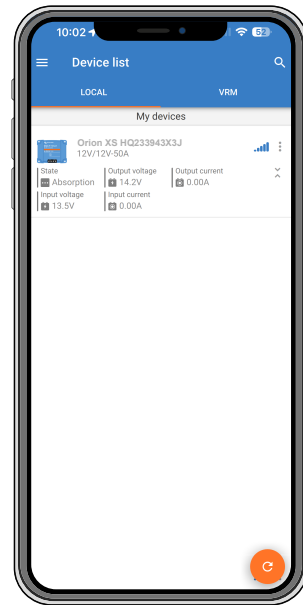 10:02
52
Device list
LOCAL
VRM
My devices
Orion XS HQ233943X3J
12V/12V-50A
State
Output voltage
Output current
Absorption
14.2V
0.00A
Input voltage
Input current
13.5V
0.00A